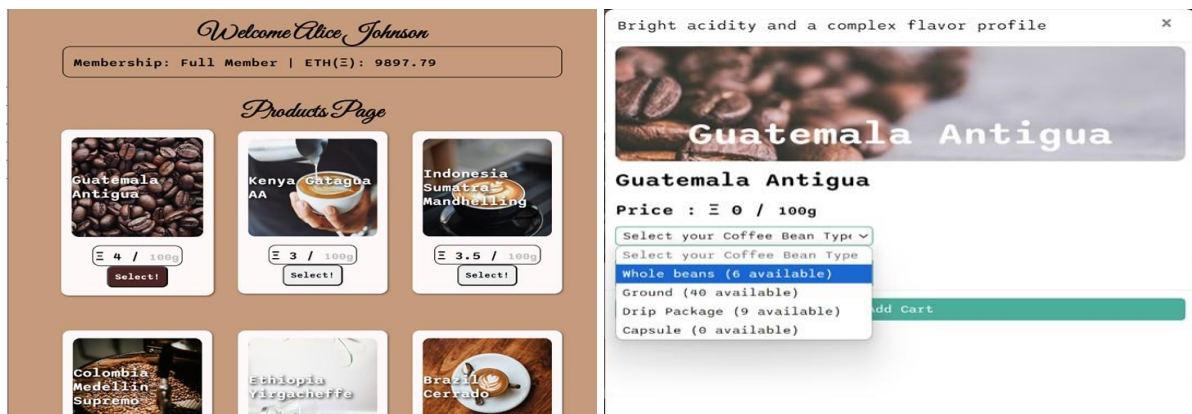 Welcome Alice Johnson
Membership: Full Member | ETH(Ξ): 9897.79
Products Page
Guatemala
Antigua
Ξ 4 / 100g
Select!
Kenya Gatagua
AA
Ξ 3 / 100g
Select!
Indonesia
Sumatra
Mandhelling
Ξ 3.5 / 100g
Select!
Colombia
Medellin
Supremo
Ethiopia
Yirgacheffe
Brazil
Cerrado
Bright acidity and a complex flavor profile ×
Guatemala Antigua
Guatemala Antigua
Price : Ξ 0 / 100g
Select your Coffee Bean Type
Select your Coffee Bean Type
Whole beans (6 available)
Ground (40 available)
Drip Package (9 available)
Capsule (0 available)
Add Cart